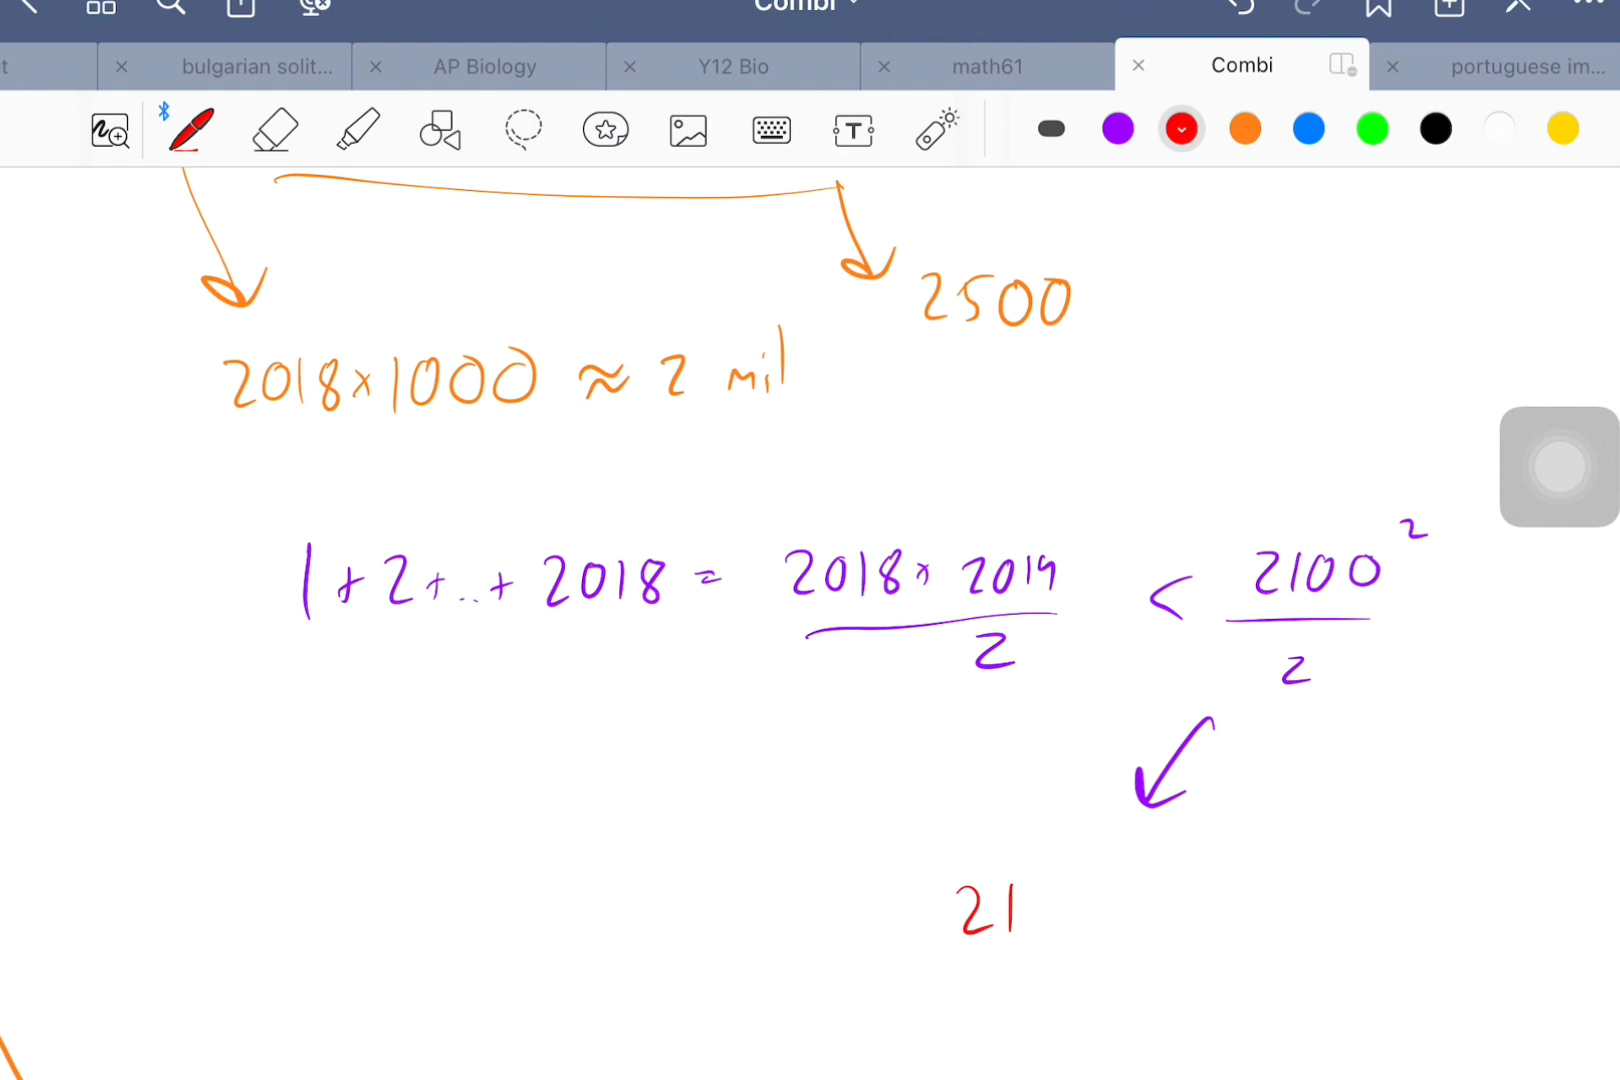 Combi
t
bulgarian solit...
AP Biology
Y12 Bio
math61
Combi
portuguese im...
T
2500
2018×1000 ≈ 2 mil
1+2+..+2018 = 2018×2019/2 < 2100²/2
21